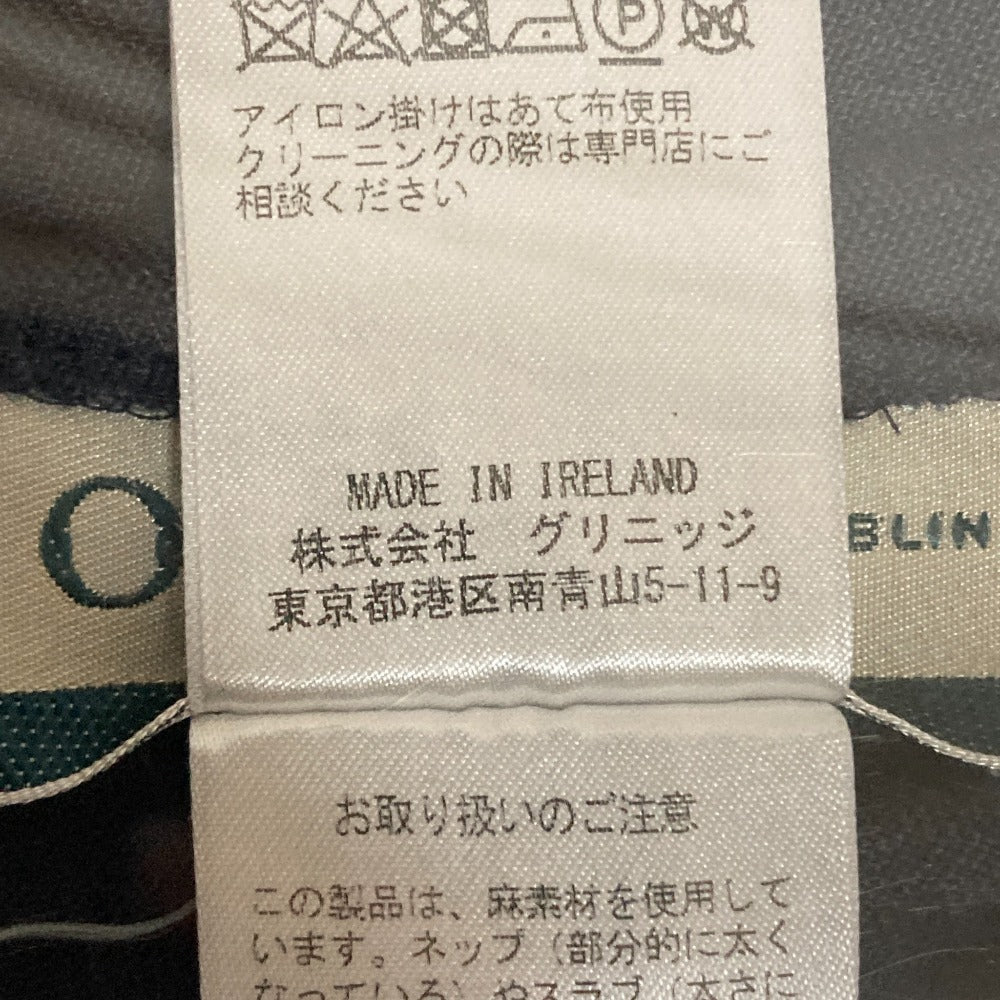 P
アイロン掛けはあて布使用
クリーニングの際は専門店にご
相談ください
MADE IN IRELAND
株式会社 グリニッジ
東京都港区南青山5-11-9
O
BLIN
お取り扱いのご注意
この製品は、麻素材を使用して
います。ネップ（部分的に太く
なっている）やスラブ（太さに